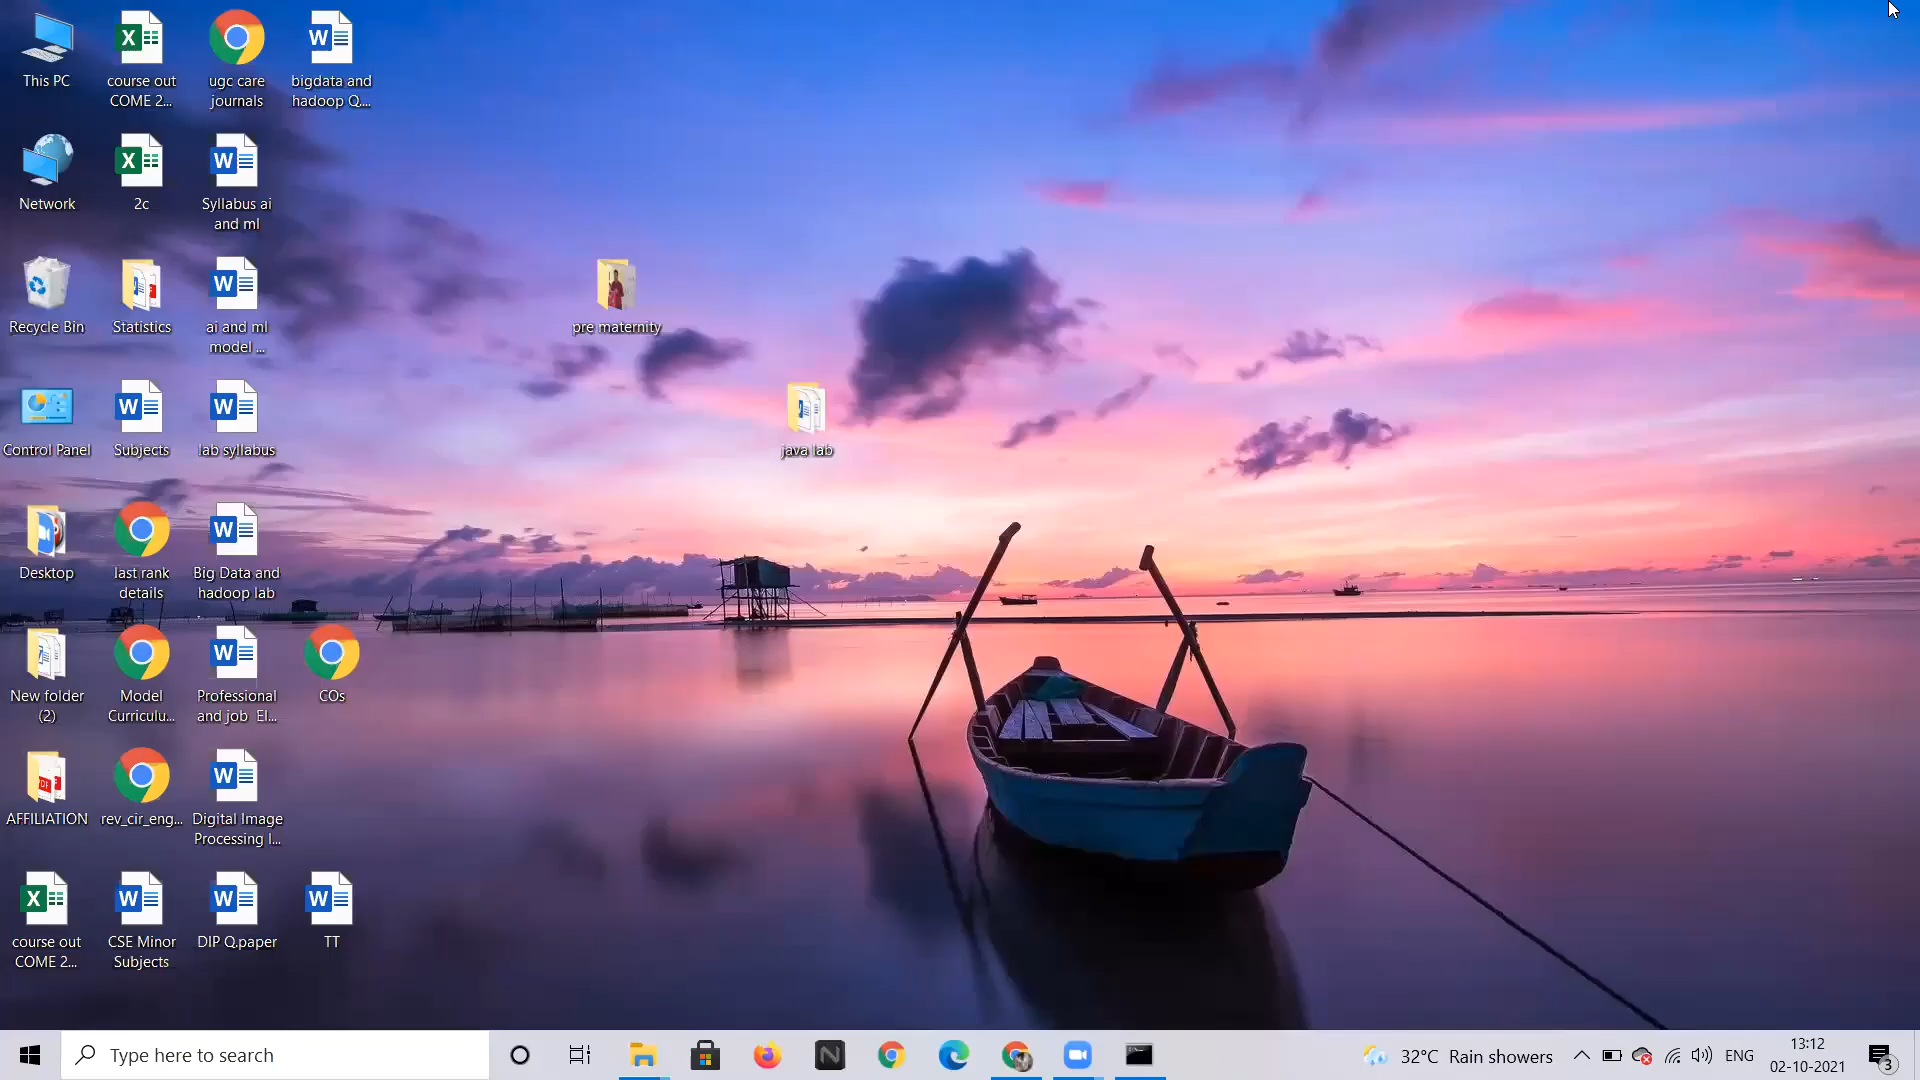 This PC
course out
COME 2...
ugc care
journals
bigdata and
hadoop Q....
Network
2c
Syllabus ai
and ml
Recycle Bin
Statistics
ai and ml
model ...
pre maternity
Control Panel
Subjects
lab syllabus
java lab
Desktop
last rank
details
Big Data and
hadoop lab
New folder
(2)
Model
Curriculu...
Professional
and job El...
COs
AFFILIATION
rev_cir_eng...
Digital Image
Processing l...
course out
COME 2...
CSE Minor
Subjects
DIP Q.paper
TT
Type here to search
32°C Rain showers
ENG
13:12
02-10-2021
3